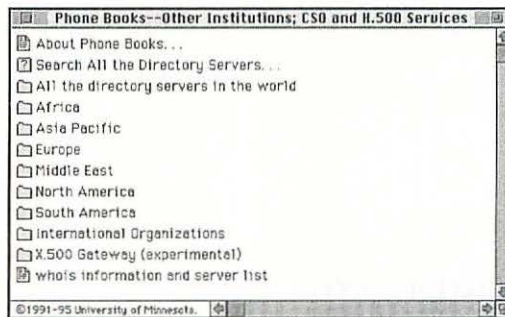 Phone Books--Other Institutions; CSO and X.500 Services
About Phone Books...
Search All the Directory Servers...
All the directory servers in the world
Africa
Asia Pacific
Europe
Middle East
North America
South America
International Organizations
X.500 Gateway (experimental)
whois information and server list
©1991-95 University of Minnesota.